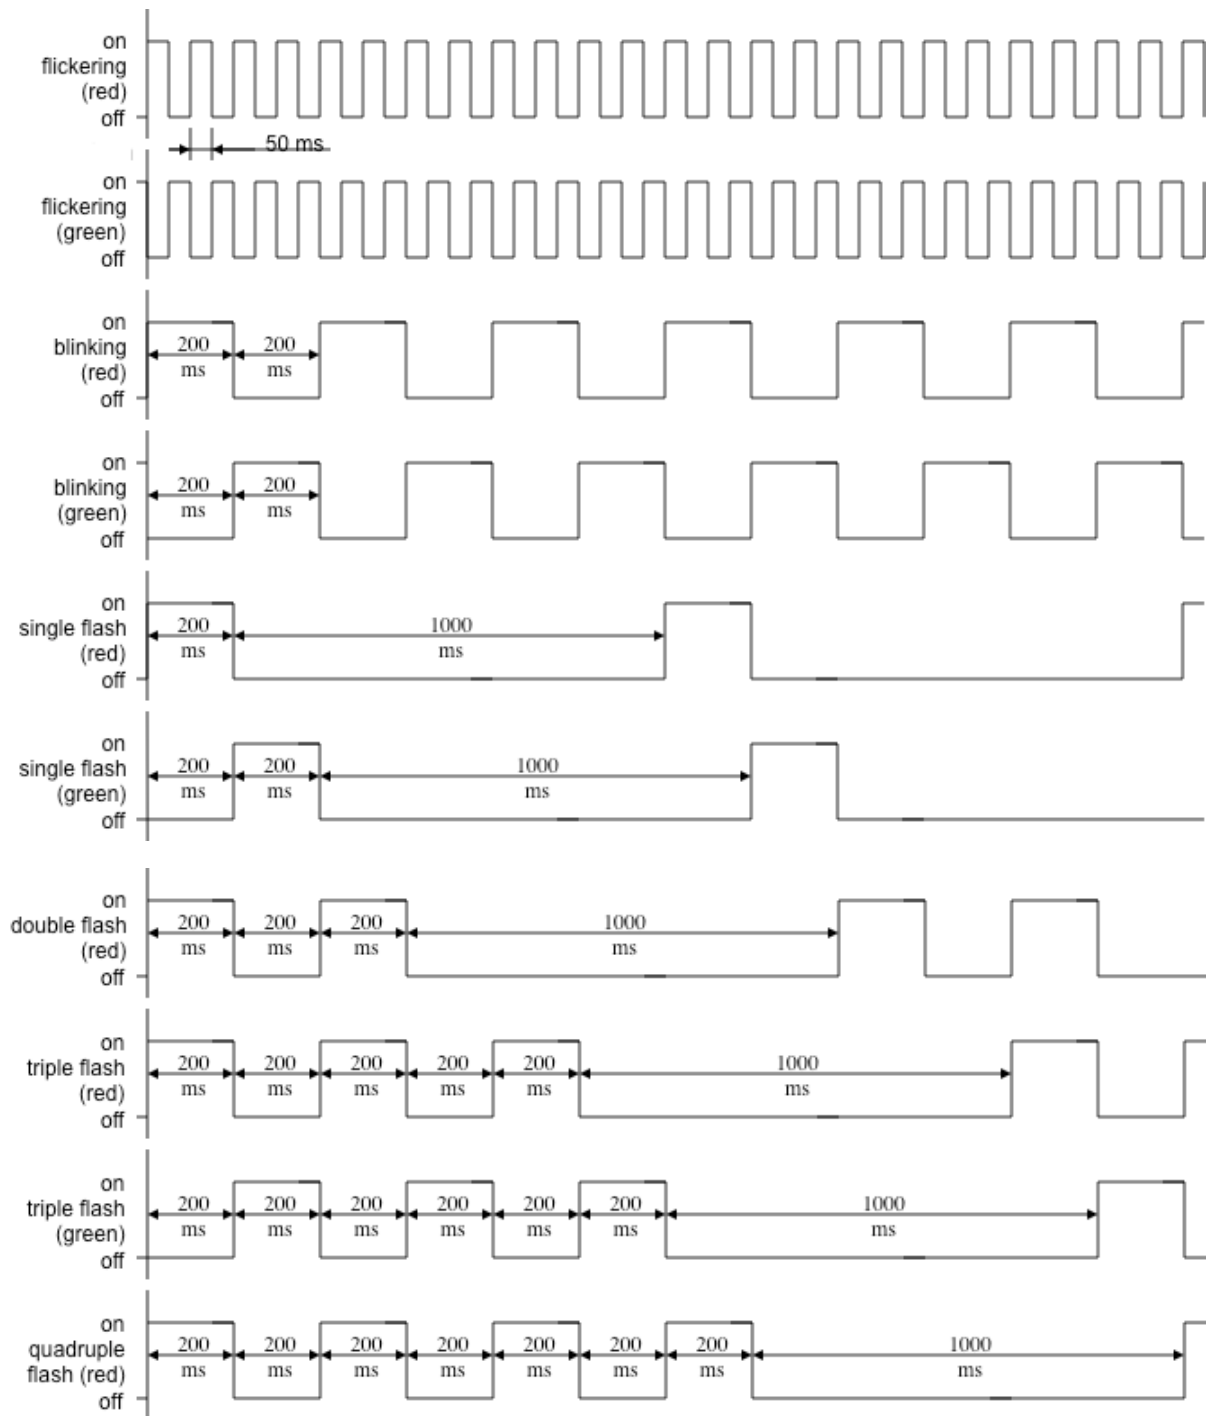 on
flickering
(red)
off
50 ms
on
flickering
(green)
off
on
blinking
(red)
off
200 200
ms ms
on
blinking
(green)
off
200 200
ms ms
on
single flash
(red)
off
200 1000
ms ms
on
single flash
(green)
off
200 200 1000
ms ms ms
on
double flash
(red)
off
200 200 200 1000
ms ms ms ms
on
triple flash
(red)
off
200 200 200 200 200 1000
ms ms ms ms ms ms
on
triple flash
(green)
off
200 200 200 200 200 200 1000
ms ms ms ms ms ms ms
on
quadruple
flash (red)
off
200 200 200 200 200 200 200 1000
ms ms ms ms ms ms ms ms